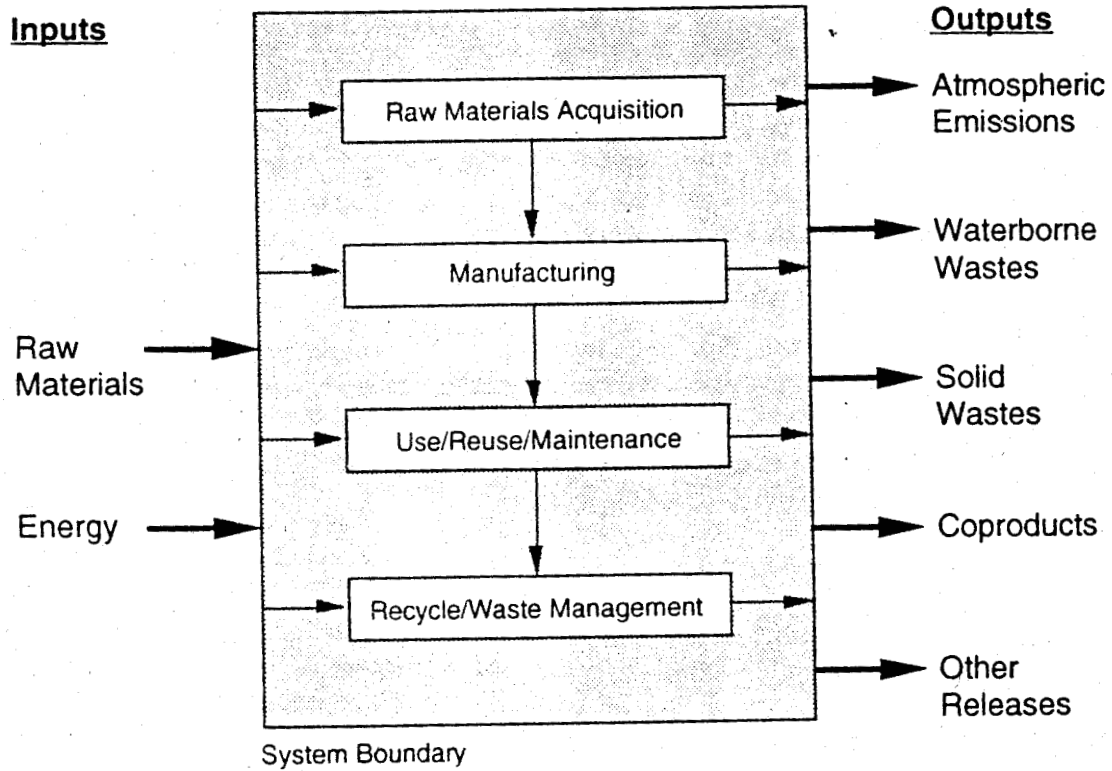 Inputs
Outputs
Raw Materials Acquisition
Atmospheric
Emissions
Manufacturing
Waterborne
Wastes
Raw
Materials
Use/Reuse/Maintenance
Solid
Wastes
Energy
Coproducts
Recycle/Waste Management
Other
Releases
System Boundary